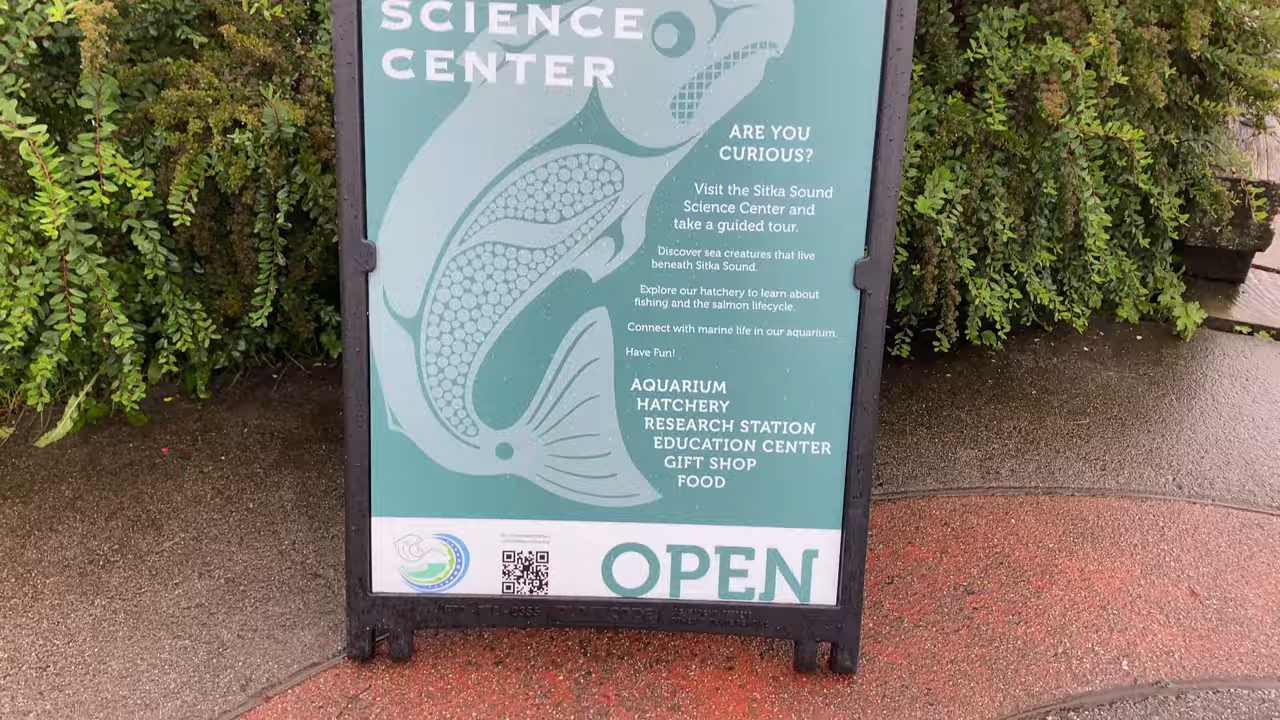 SCIENCE
CENTER
ARE YOU
CURIOUS?
Visit the Sitka Sound
Science Center and
take a guided tour.
Discover sea creatures that live
beneath Sitka Sound.
Explore our hatchery to learn about
fishing and the salmon lifecycle.
Connect with marine life in our aquarium.
Have Fun!
AQUARIUM
HATCHERY
RESEARCH STATION
EDUCATION CENTER
GIFT SHOP
FOOD
OPEN